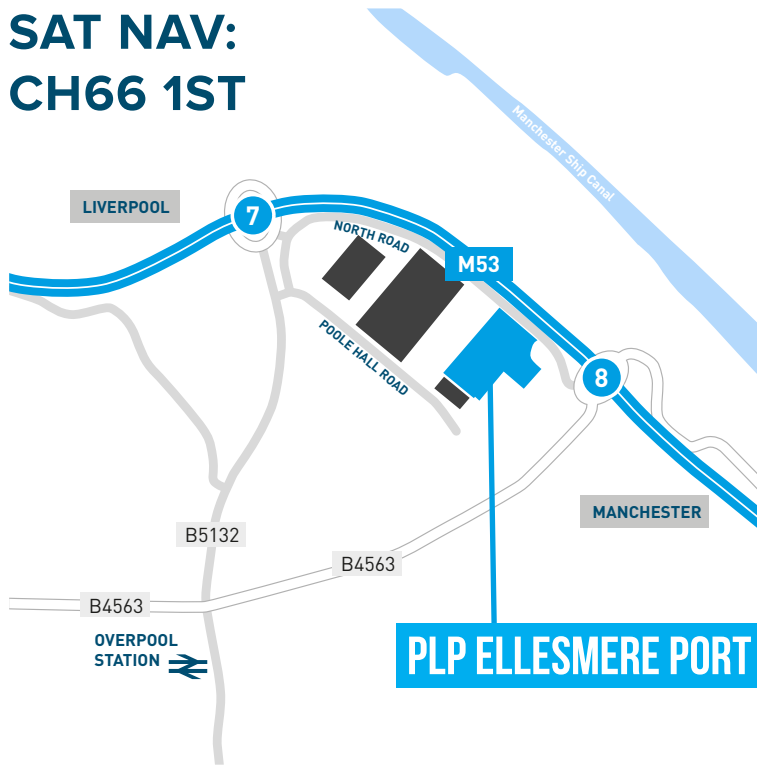 SAT NAV:
CH66 1ST
Manchester Ship Canal
LIVERPOOL
7
NORTH ROAD
M53
POOLE HALL ROAD
8
MANCHESTER
B5132
B4563
B4563
OVERPOOL
STATION
PLP ELLESMERE PORT